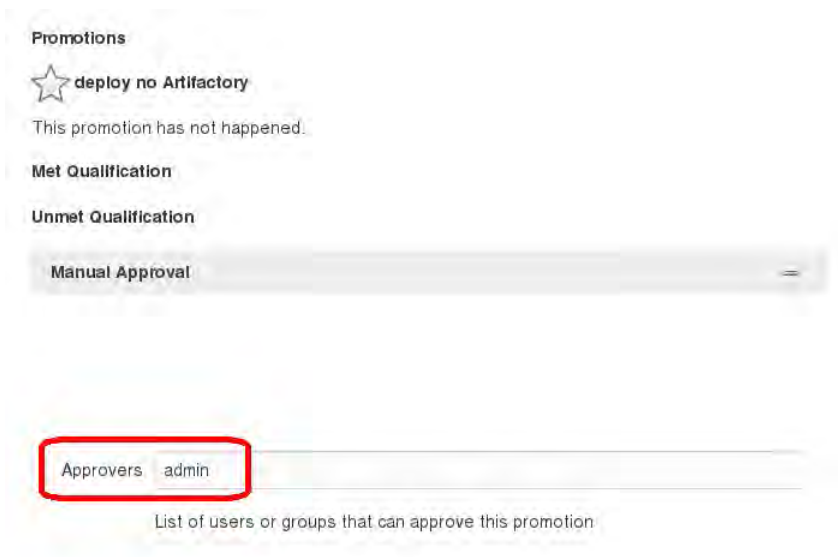 Promotions
deploy no Artifactory
This promotion has not happened.
Met Qualification
Unmet Qualification
Manual Approval
Approvers admin
List of users or groups that can approve this promotion